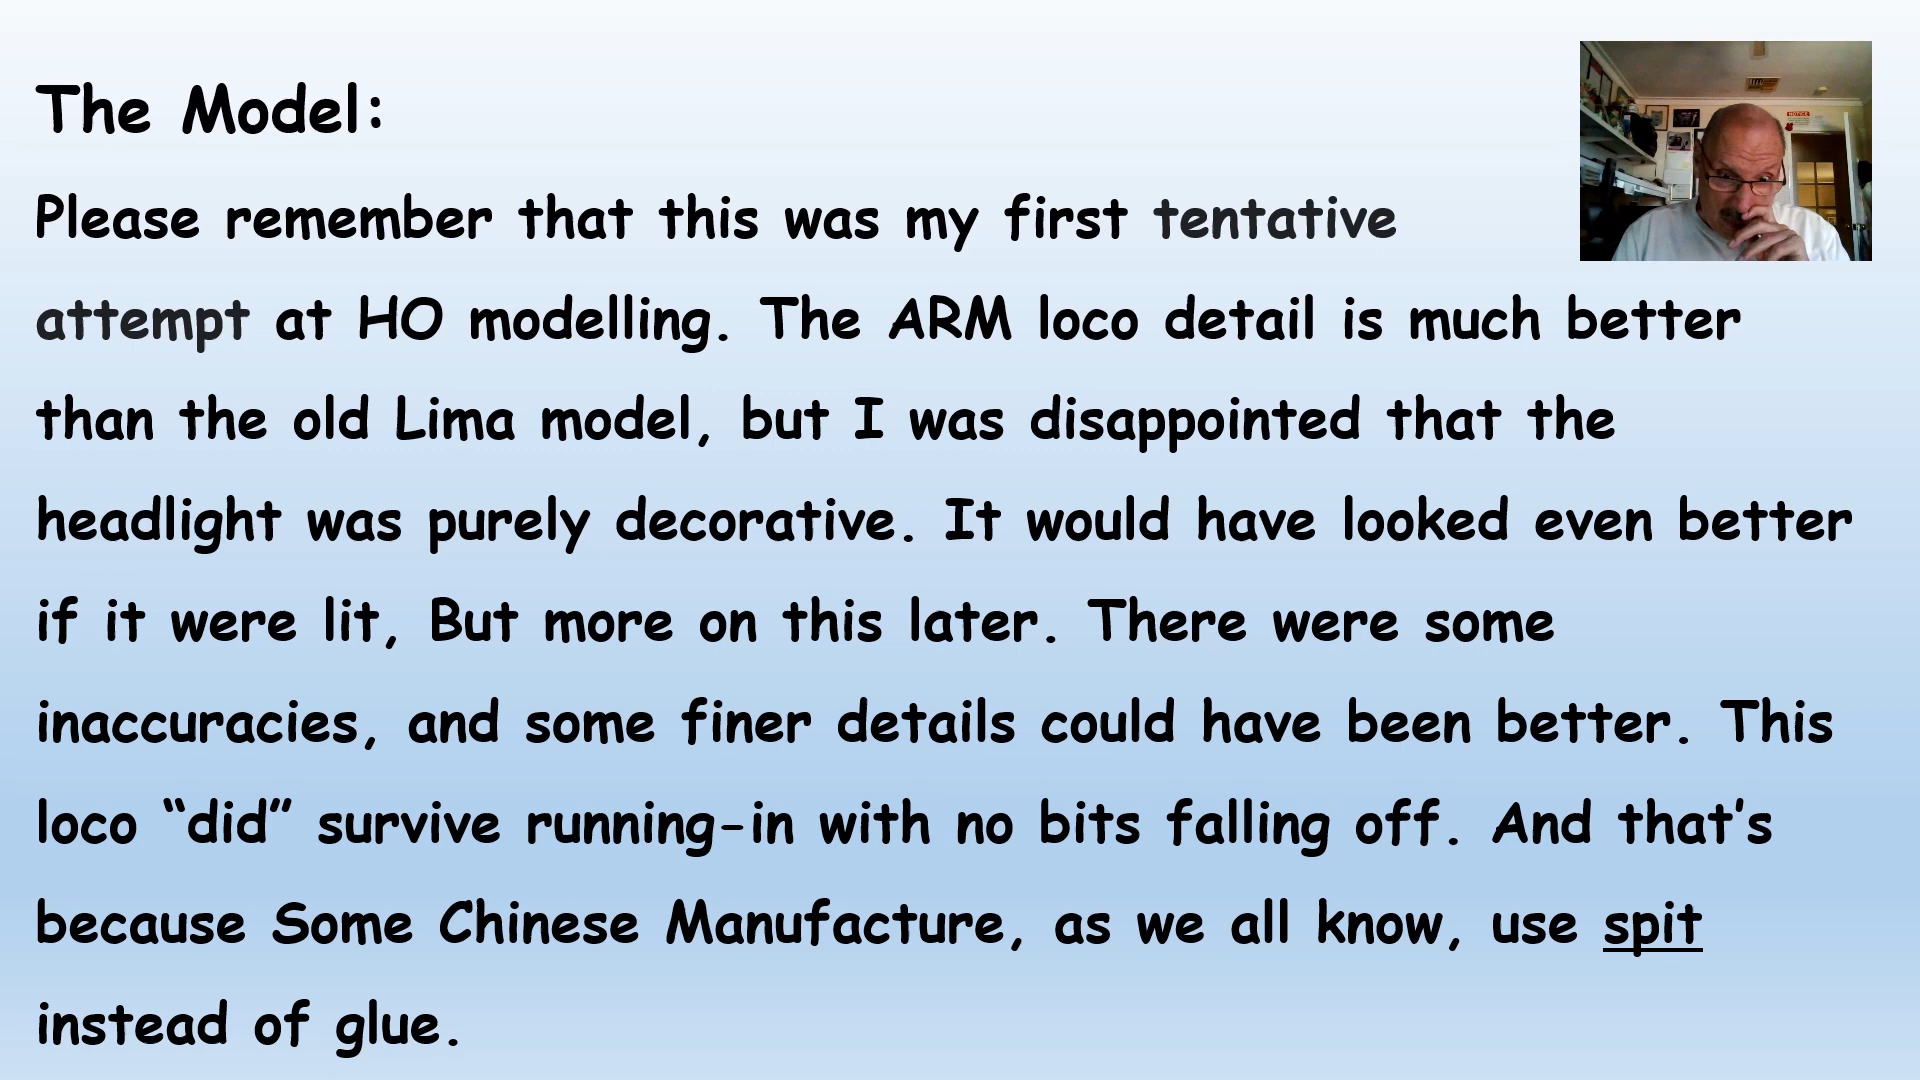 The Model:
Please remember that this was my first tentative
attempt at HO modelling. The ARM loco detail is much better
than the old Lima model, but I was disappointed that the
headlight was purely decorative. It would have looked even better
if it were lit, But more on this later. There were some
inaccuracies, and some finer details could have been better. This
loco “did” survive running-in with no bits falling off. And that’s
because Some Chinese Manufacture, as we all know, use spit
instead of glue.
NOTICE